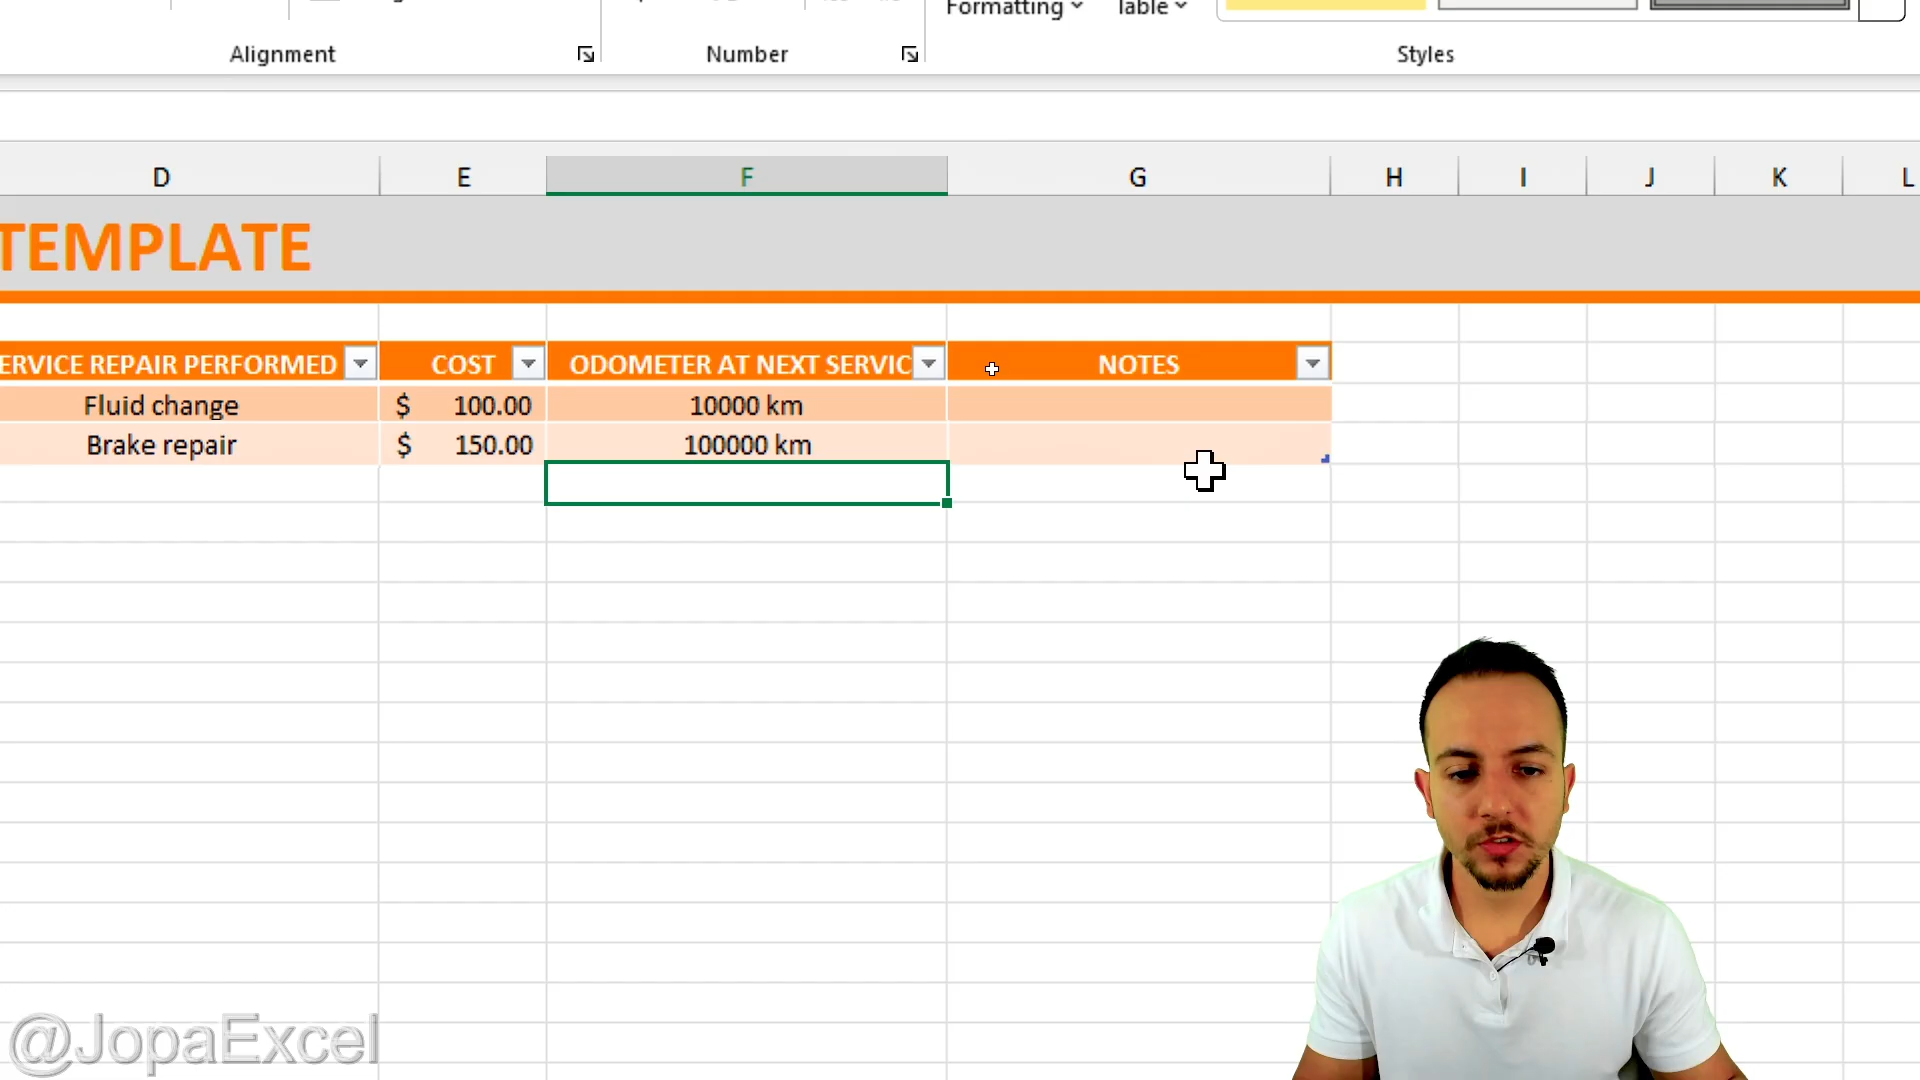 Formatting Table
Alignment Number Styles
D E F G H I J K L
TEMPLATE
ERVICE REPAIR PERFORMED COST ODOMETER AT NEXT SERVIC NOTES
Fluid change $ 100.00 10000 km
Brake repair $ 150.00 100000 km
@JopaExcel